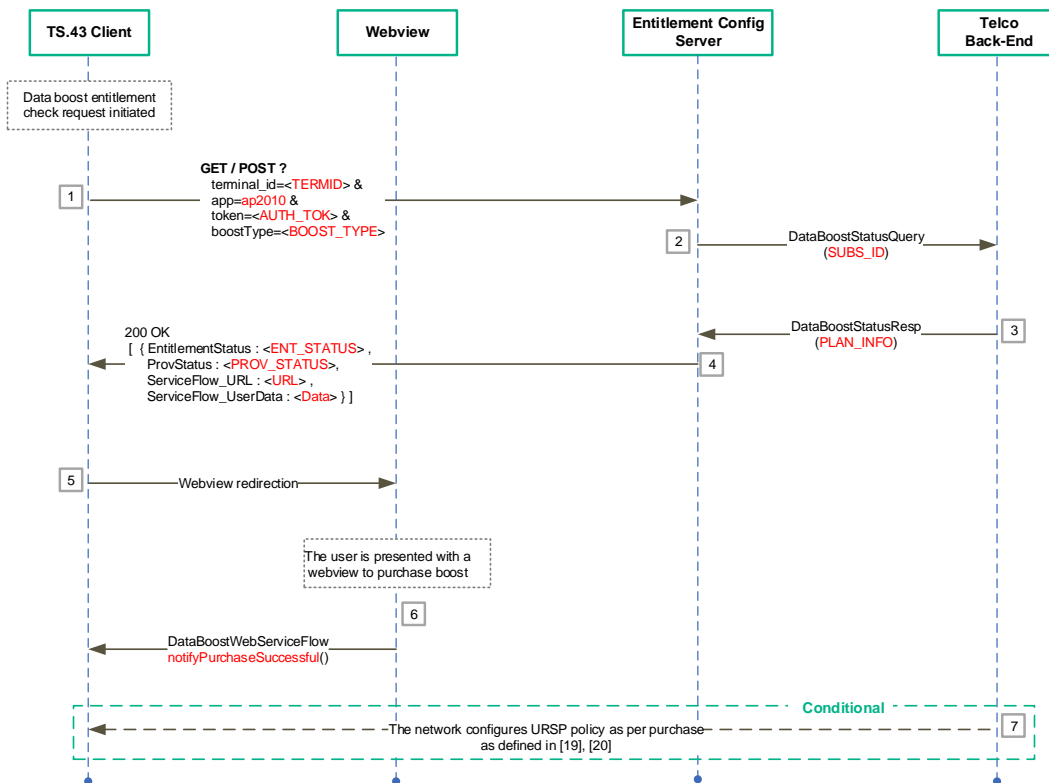 TS.43 Client
Webview
Entitlement Config
Server
Telco
Back-End
Data boost entitlement
check request initiated
1
GET / POST ?
terminal_id=<TERMID> &
app=ap2010 &
token=<AUTH_TOK> &
boostType=<BOOST_TYPE>
2
DataBoostStatusQuery
(SUBS_ID)
DataBoostStatusResp
(PLAN_INFO)
3
200 OK
[ { EntitlementStatus : <ENT_STATUS> ,
ProvStatus : <PROV_STATUS>,
ServiceFlow_URL : <URL> ,
ServiceFlow_UserData : <Data> } ]
4
5
Webview redirection
The user is presented with a
webview to purchase boost
6
DataBoostWebServiceFlow
notifyPurchaseSuccessful()
Conditional
The network configures URSP policy as per purchase
as defined in [19], [20]
7